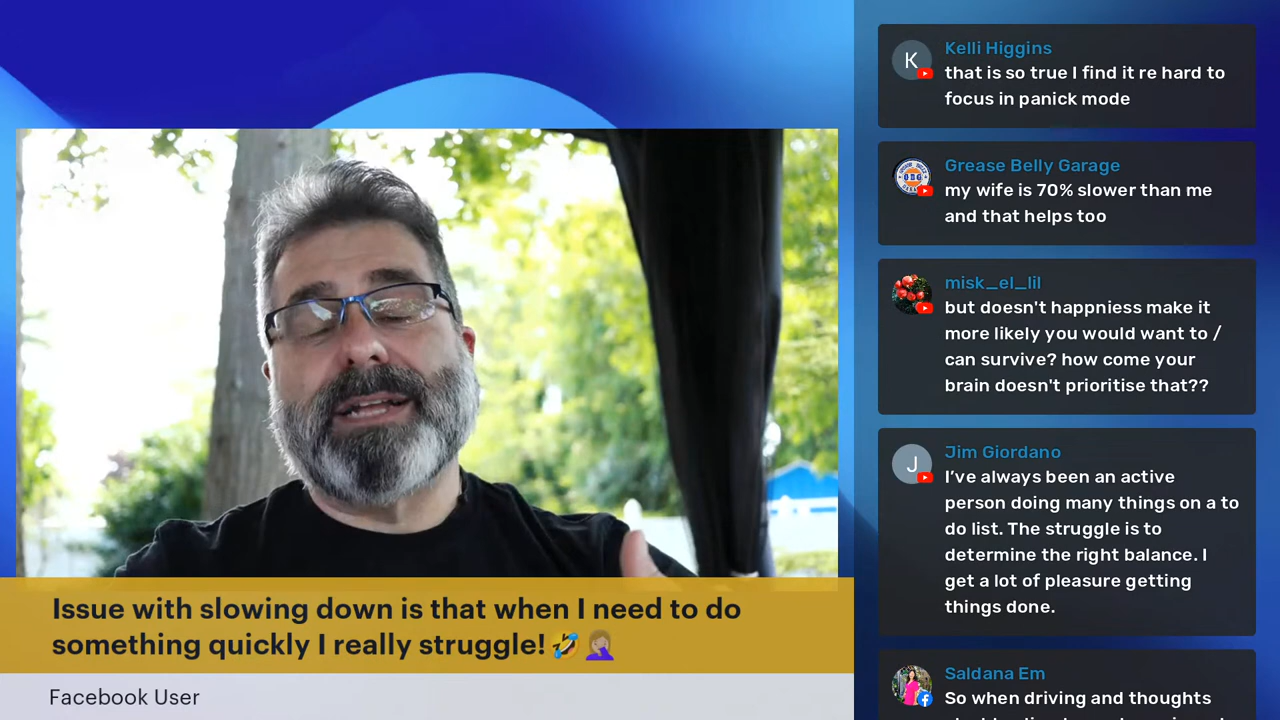 Issue with slowing down is that when I need to do
something quickly I really struggle!🤣🤦🏼‍♀️
Facebook User
K
Kelli Higgins
that is so true I find it re hard to
focus in panick mode
Grease Belly Garage
my wife is 70% slower than me
and that helps too
misk_el_lil
but doesn't happniess make it
more likely you would want to /
can survive? how come your
brain doesn't prioritise that??
J
Jim Giordano
I’ve always been an active
person doing many things on a to
do list. The struggle is to
determine the right balance. I
get a lot of pleasure getting
things done.
Saldana Em
So when driving and thoughts